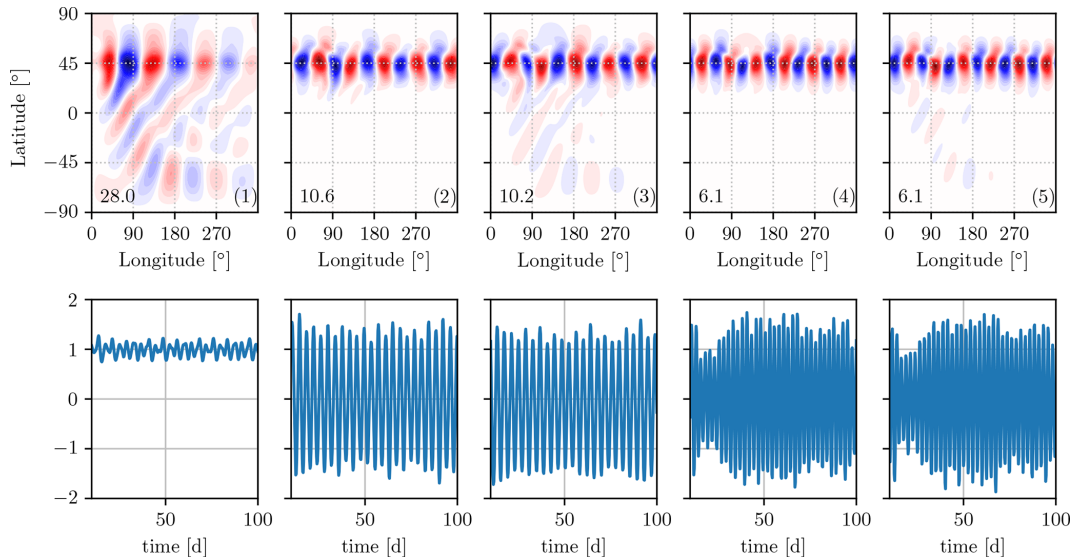 90
45
0
−45
−90
Latitude [°]
28.0 (1)
10.6 (2)
10.2 (3)
6.1 (4)
6.1 (5)
0 90 180 270
0 90 180 270
0 90 180 270
0 90 180 270
0 90 180 270
Longitude [°]
Longitude [°]
Longitude [°]
Longitude [°]
Longitude [°]
2
1
0
−1
−2
50 100
50 100
50 100
50 100
50 100
time [d]
time [d]
time [d]
time [d]
time [d]